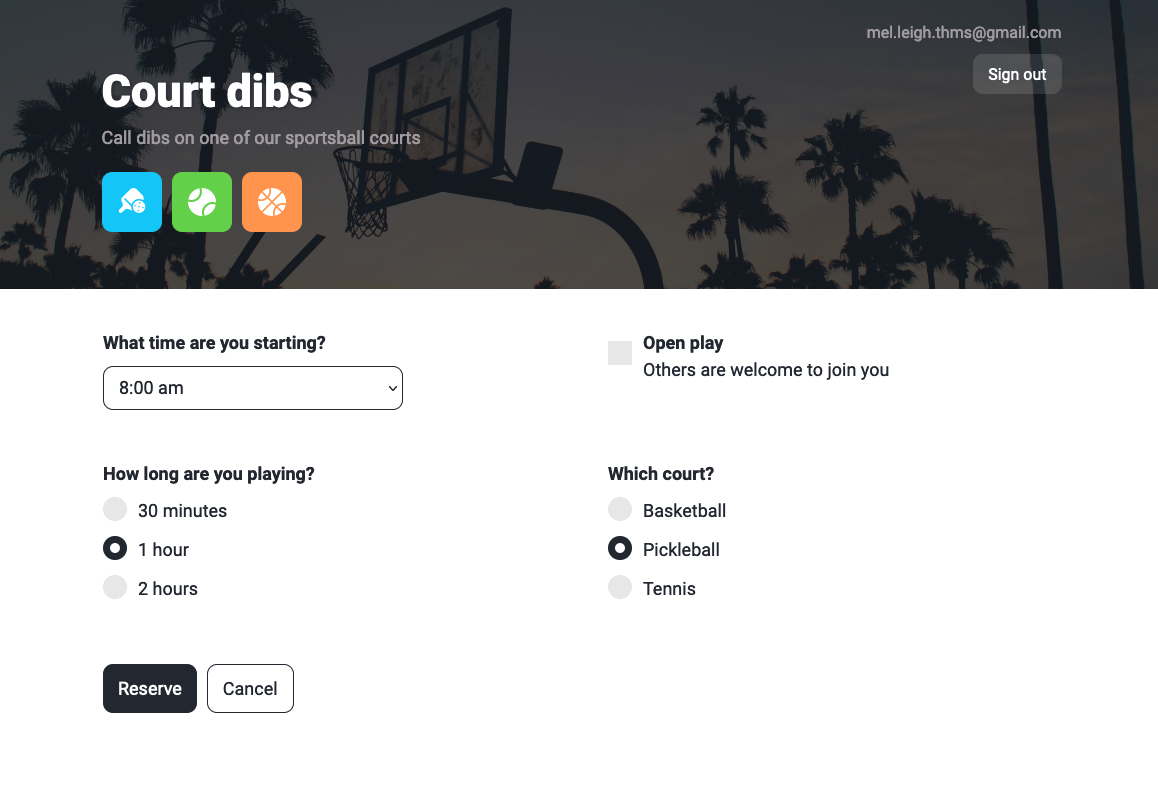 mel.leigh.thms@gmail.com
Sign out
Court dibs
Call dibs on one of our sportsball courts
What time are you starting?
8:00 am
Open play
Others are welcome to join you
How long are you playing?
30 minutes
1 hour
2 hours
Which court?
Basketball
Pickleball
Tennis
Reserve
Cancel